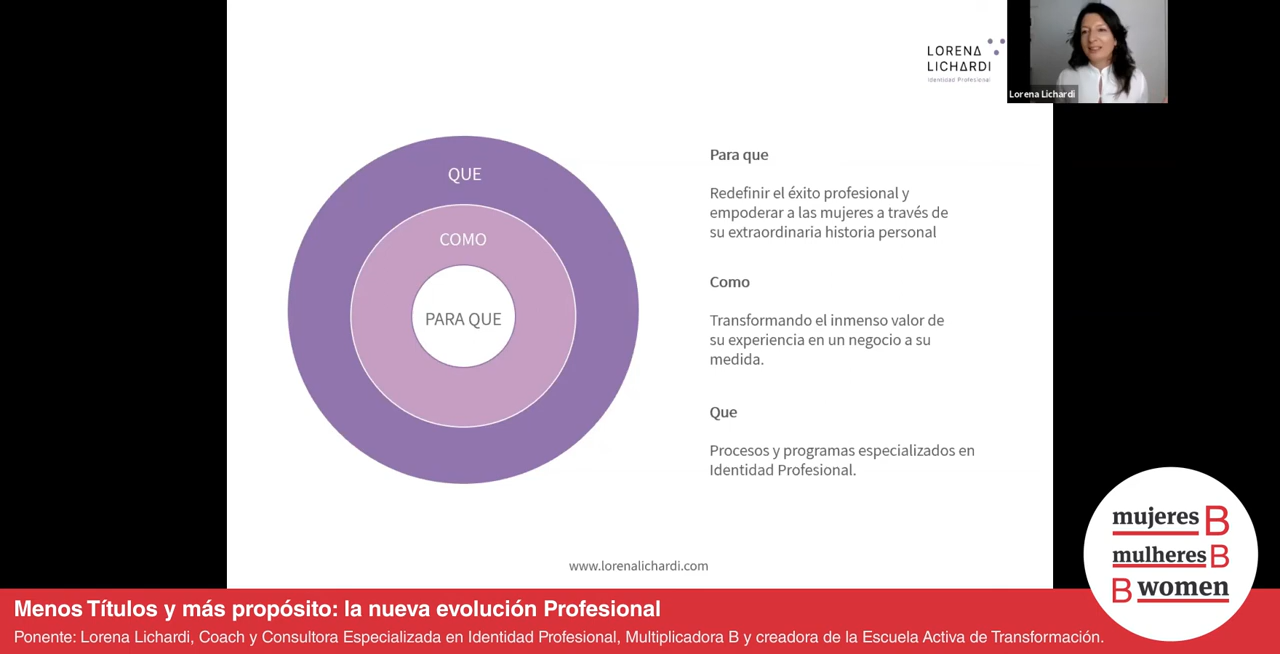 LORENA
LICHARDI
Identidad Profesional
Lorena Lichardi
QUE
COMO
PARA QUE
Para que
Redefinir el éxito profesional y
empoderar a las mujeres a través de
su extraordinaria historia personal
Como
Transformando el inmenso valor de
su experiencia en un negocio a su
medida.
Que
Procesos y programas especializados en
Identidad Profesional.
www.lorenalichardi.com
mujeres B
mulheres B
B women
Menos Títulos y más propósito: la nueva evolución Profesional
Ponente: Lorena Lichardi, Coach y Consultora Especializada en Identidad Profesional, Multiplicadora B y creadora de la Escuela Activa de Transformación.